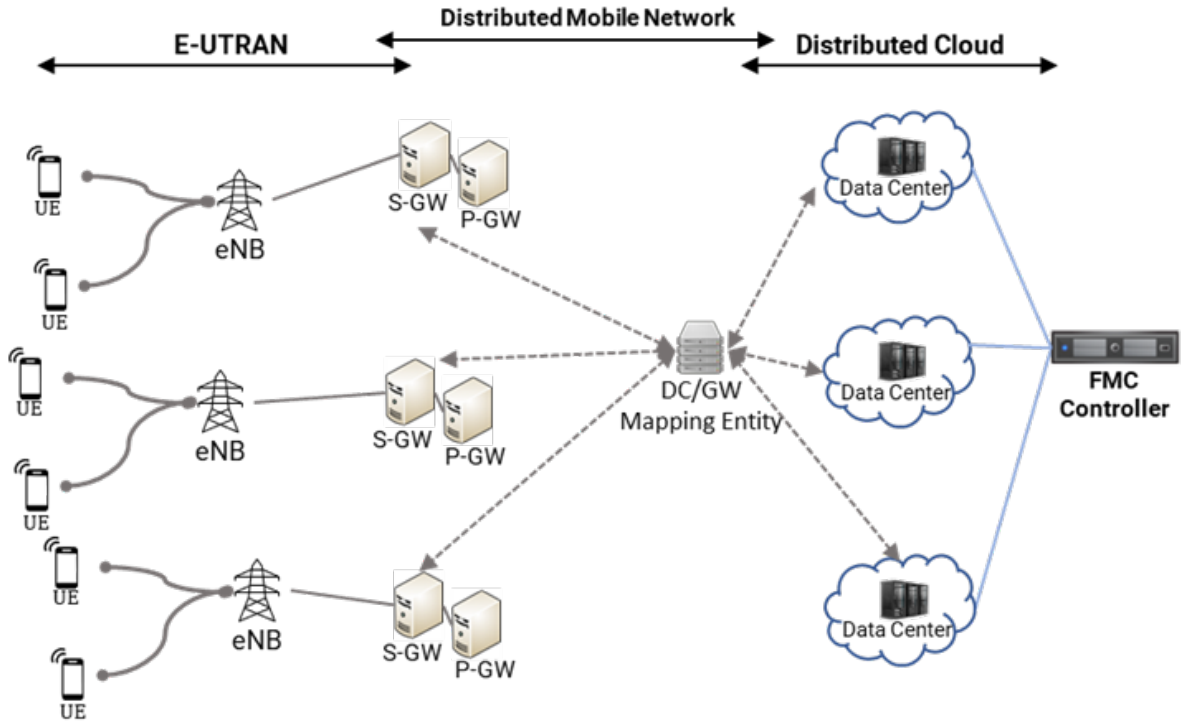 Distributed Mobile Network
E-UTRAN
Distributed Cloud
UE
eNB
UE
S-GW
P-GW
Data Center
UE
eNB
UE
S-GW
P-GW
DC/GW
Mapping Entity
Data Center
FMC
Controller
UE
eNB
UE
S-GW
P-GW
Data Center